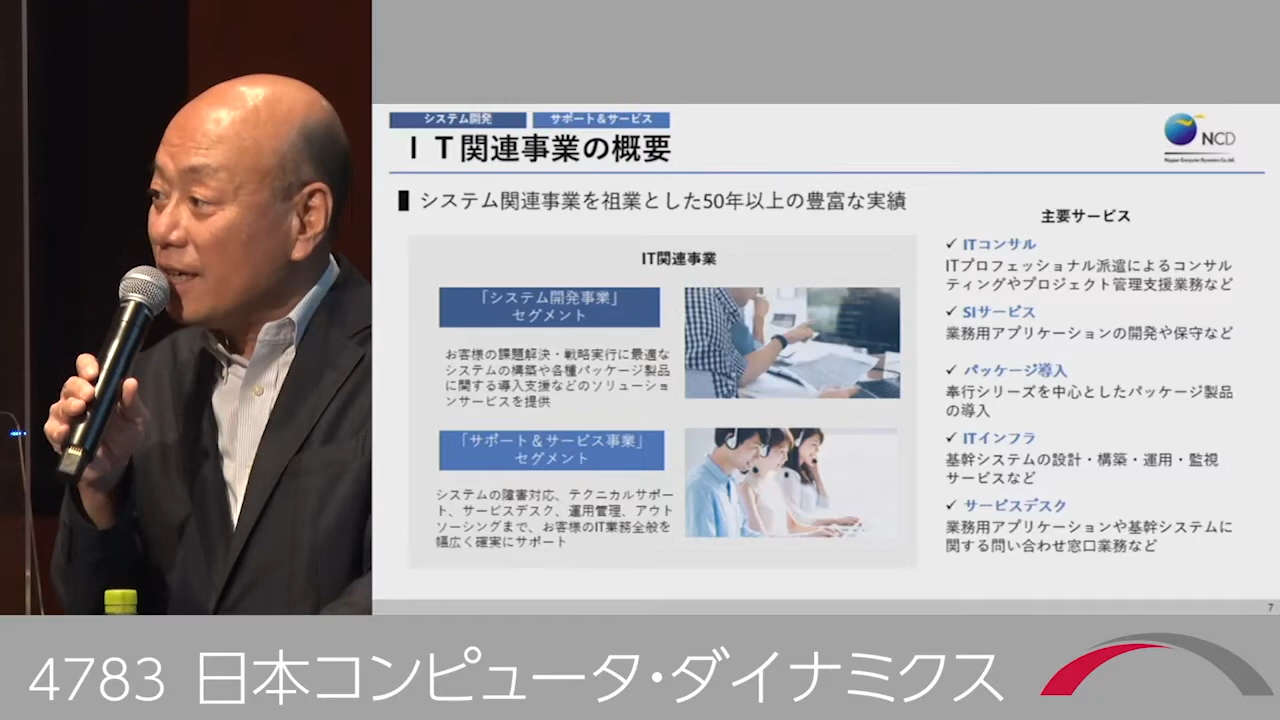 システム開発
サポート＆サービス
ＩＴ関連事業の概要
NCD
Nippon Computer Dynamics Co.,Ltd.
システム関連事業を祖業とした50年以上の豊富な実績
IT関連事業
「システム開発事業」
セグメント
お客様の課題解決・戦略実行に最適な
システムの構築や各種パッケージ製品
に関する導入支援などのソリューショ
ンサービスを提供
「サポート＆サービス事業」
セグメント
システムの障害対応、テクニカルサポー
ト、サービスデスク、運用管理、アウト
ソーシングまで、お客様のIT業務全般を
幅広く確実にサポート
主要サービス
✓ ITコンサル
ITプロフェッショナル派遣によるコンサル
ティングやプロジェクト管理支援業務など
✓ SIサービス
業務用アプリケーションの開発や保守など
✓ パッケージ導入
奉行シリーズを中心としたパッケージ製品
の導入
✓ ITインフラ
基幹システムの設計・構築・運用・監視
サービスなど
✓ サービスデスク
業務用アプリケーションや基幹システムに
関する問い合わせ窓口業務など
7
4783 日本コンピュータ・ダイナミクス